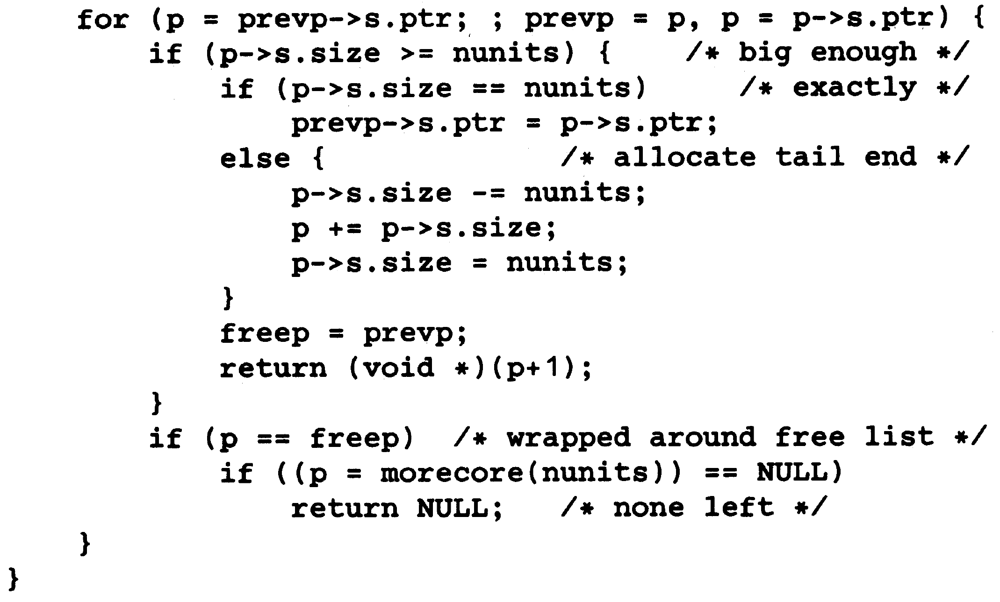 for (p = prevp->s.ptr; ; prevp = p, p = p->s.ptr) {
    if (p->s.size >= nunits) {    /* big enough */
        if (p->s.size == nunits)     /* exactly */
            prevp->s.ptr = p->s.ptr;
        else {             /* allocate tail end */
            p->s.size -= nunits;
            p += p->s.size;
            p->s.size = nunits;
        }
        freep = prevp;
        return (void *)(p+1);
    }
    if (p == freep)  /* wrapped around free list */
        if ((p = morecore(nunits)) == NULL)
            return NULL;   /* none left */
}
}